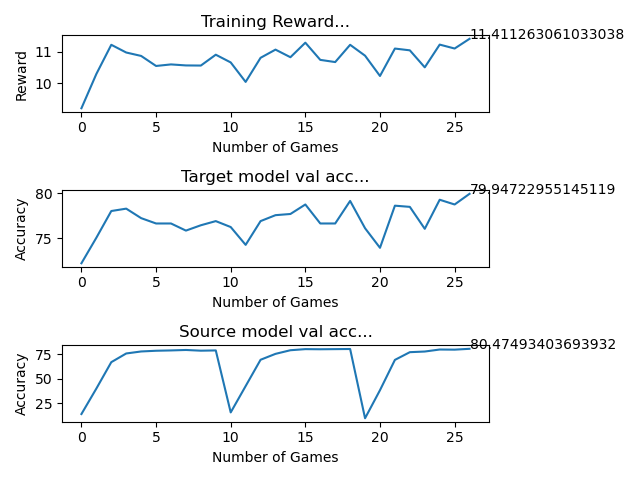 Training Reward...
11.411263061033038
11
10
Reward
0 5 10 15 20 25
Number of Games
Target model val acc...
79.94722955145119
80
75
Accuracy
0 5 10 15 20 25
Number of Games
Source model val acc...
80.47493403693932
75
50
25
Accuracy
0 5 10 15 20 25
Number of Games